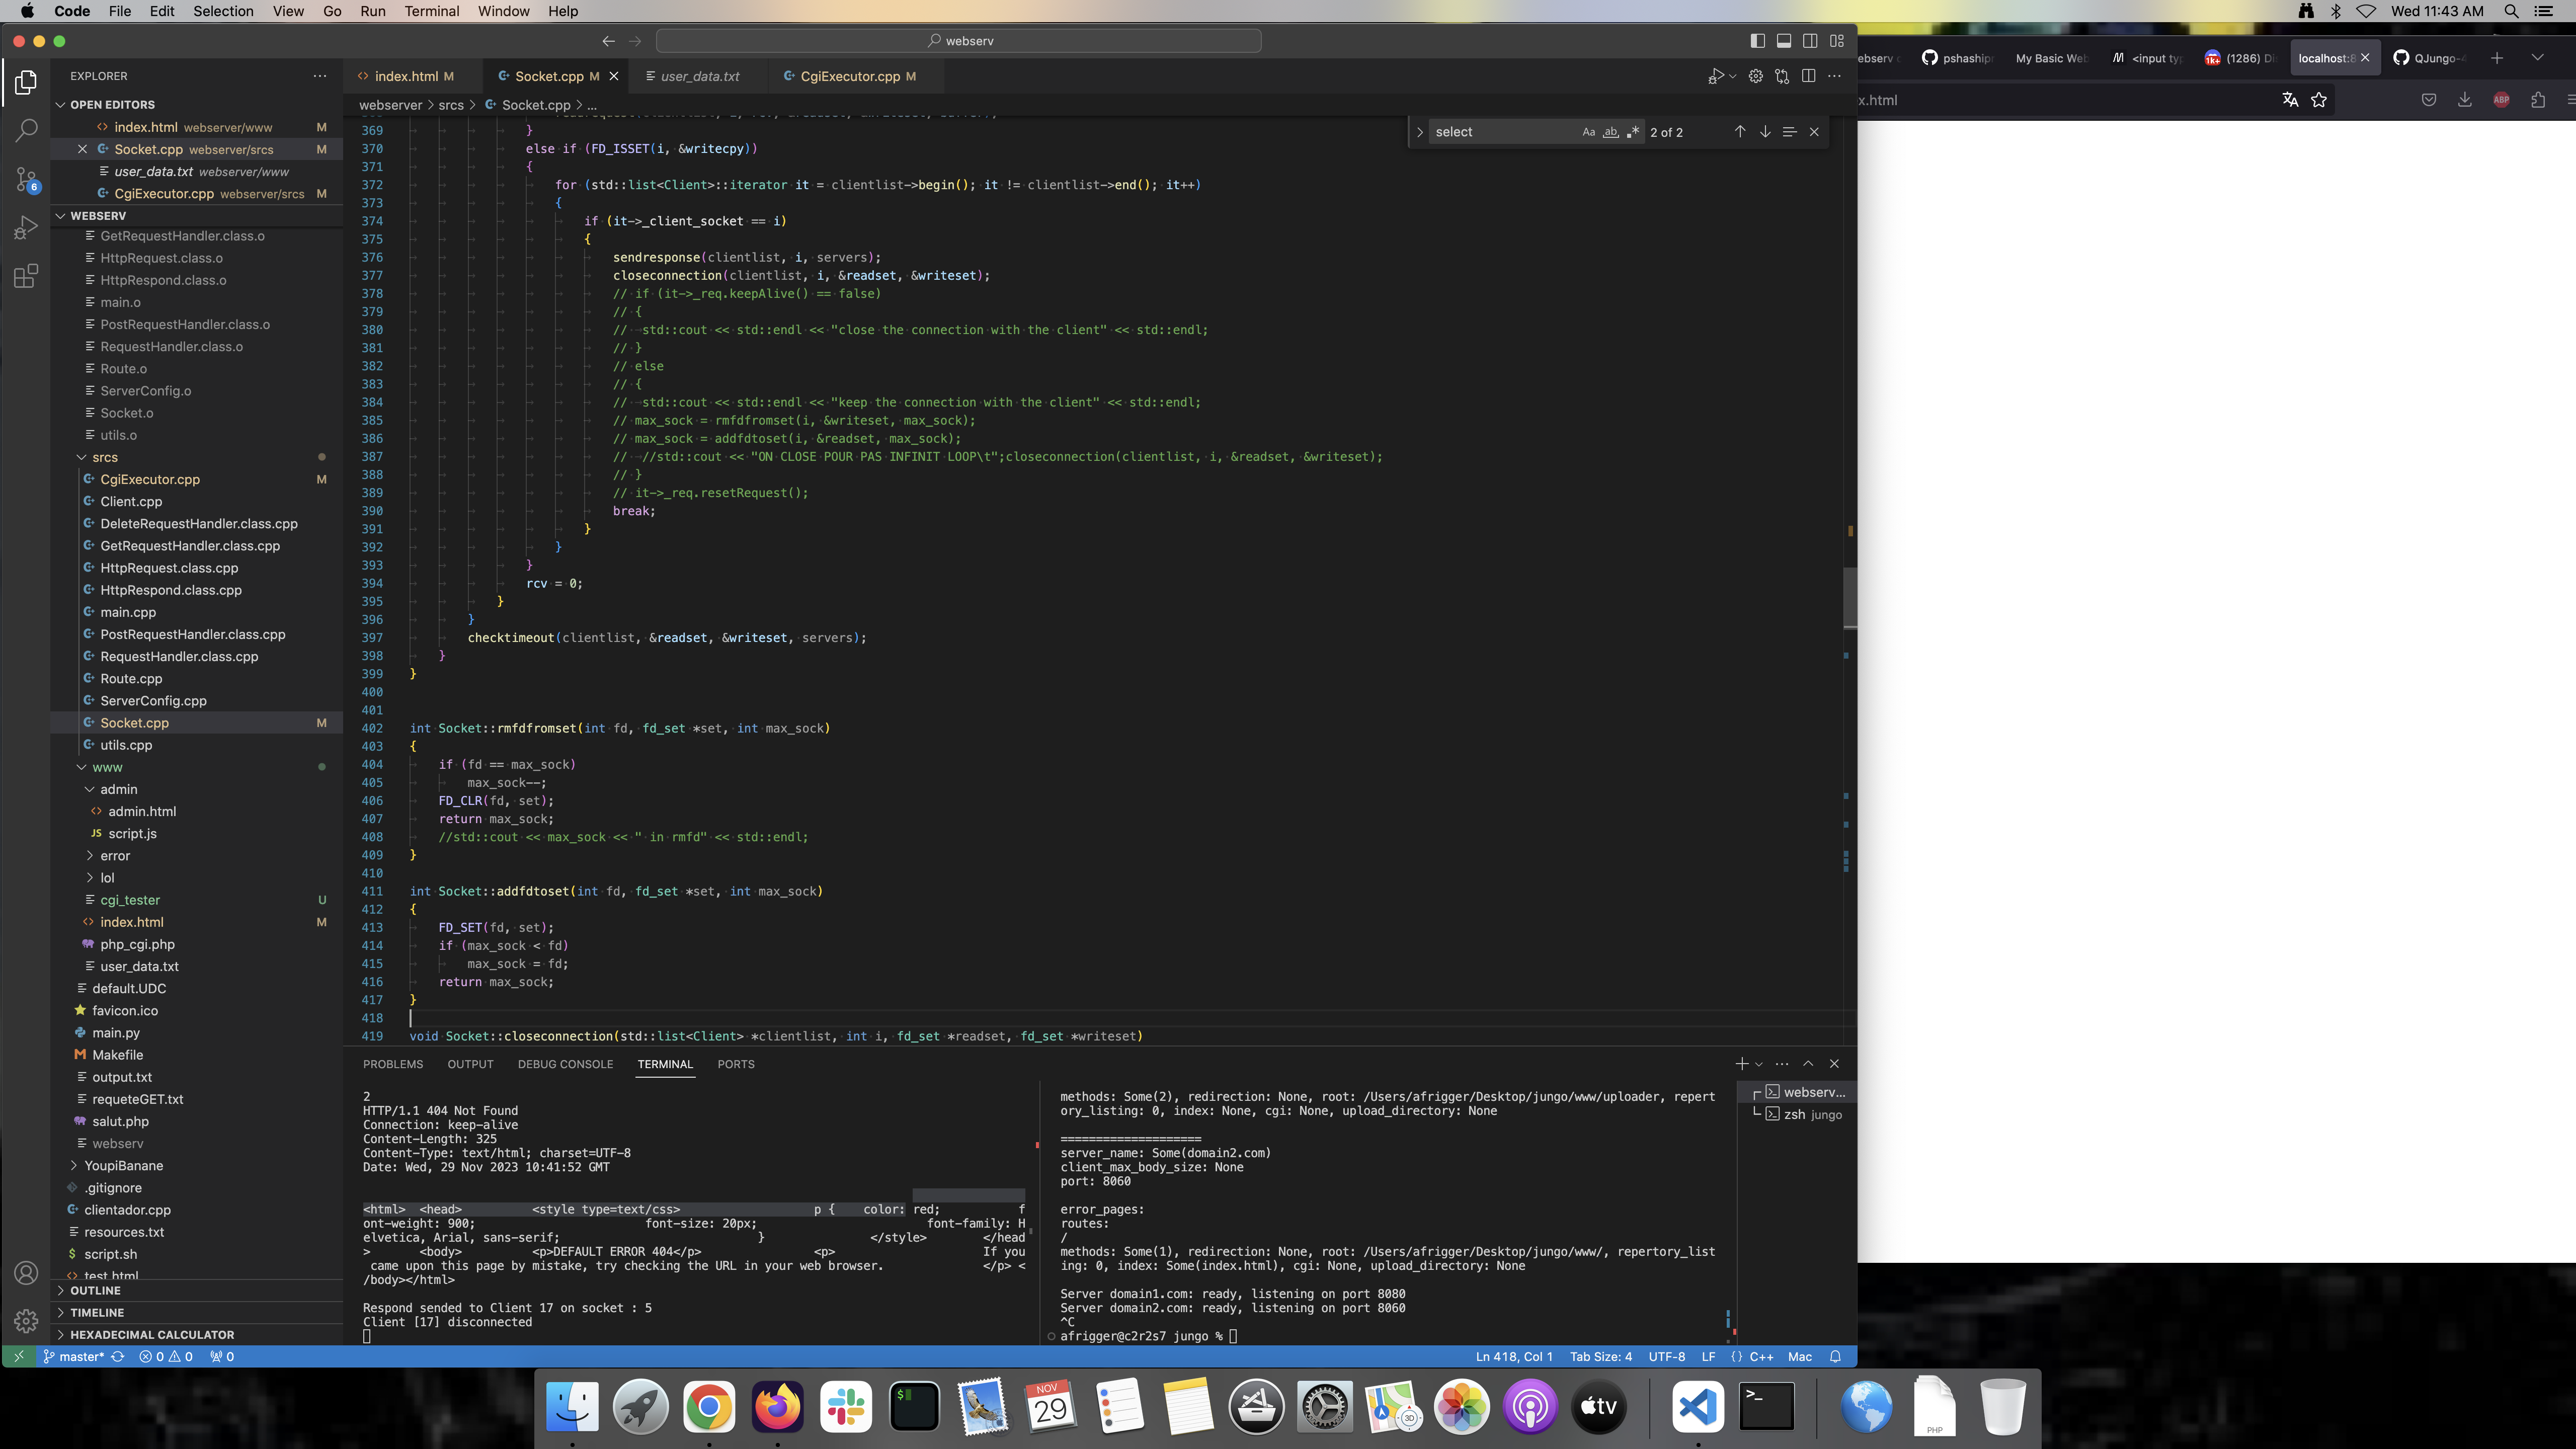 Code File Edit Selection View Go Run Terminal Window Help
Wed 11:43 AM
webserv
EXPLORER
OPEN EDITORS
index.html webserver/www M
Socket.cpp webserver/srcs M
user_data.txt webserver/www
CgiExecutor.cpp webserver/srcs M
6
WEBSERV
GetRequestHandler.class.o
HttpRequest.class.o
HttpRespond.class.o
main.o
PostRequestHandler.class.o
RequestHandler.class.o
Route.o
ServerConfig.o
Socket.o
utils.o
srcs
CgiExecutor.cpp M
Client.cpp
DeleteRequestHandler.class.cpp
GetRequestHandler.class.cpp
HttpRequest.class.cpp
HttpRespond.class.cpp
main.cpp
PostRequestHandler.class.cpp
RequestHandler.class.cpp
Route.cpp
ServerConfig.cpp
Socket.cpp M
utils.cpp
www
admin
admin.html
JS script.js
error
lol
cgi_tester U
index.html M
php_cgi.php
user_data.txt
default.UDC
favicon.ico
main.py
Makefile
output.txt
requeteGET.txt
salut.php
webserv
YoupiBanane
.gitignore
clientador.cpp
resources.txt
$ script.sh
test.html
OUTLINE
TIMELINE
HEXADECIMAL CALCULATOR
index.html M Socket.cpp M user_data.txt CgiExecutor.cpp M
webserver > srcs > Socket.cpp > ...
select Aa ab 2 of 2
369 }
370 else if (FD_ISSET(i, &writecpy))
371 {
372 for (std::list<Client>::iterator it = clientlist->begin(); it != clientlist->end(); it++)
373 {
374 if (it->_client_socket == i)
375 {
376 sendresponse(clientlist, i, servers);
377 closeconnection(clientlist, i, &readset, &writeset);
378 // if (it->_req.keepAlive() == false)
379 // {
380 // std::cout << std::endl << "close the connection with the client" << std::endl;
381 // }
382 // else
383 // {
384 // std::cout << std::endl << "keep the connection with the client" << std::endl;
385 // max_sock = rmfdfromset(i, &writeset, max_sock);
386 // max_sock = addfdtoset(i, &readset, max_sock);
387 // //std::cout << "ON CLOSE POUR PAS INFINIT LOOP\t";closeconnection(clientlist, i, &readset, &writeset);
388 // }
389 // it->_req.resetRequest();
390 break;
391 }
392 }
393 }
394 rcv = 0;
395 }
396 }
397 checktimeout(clientlist, &readset, &writeset, servers);
398 }
399 }
400
401
402 int Socket::rmfdfromset(int fd, fd_set *set, int max_sock)
403 {
404 if (fd == max_sock)
405 max_sock--;
406 FD_CLR(fd, set);
407 return max_sock;
408 //std::cout << max_sock << " in rmfd" << std::endl;
409 }
410
411 int Socket::addfdtoset(int fd, fd_set *set, int max_sock)
412 {
413 FD_SET(fd, set);
414 if (max_sock < fd)
415 max_sock = fd;
416 return max_sock;
417 }
418
419 void Socket::closeconnection(std::list<Client> *clientlist, int i, fd_set *readset, fd_set *writeset)
PROBLEMS OUTPUT DEBUG CONSOLE TERMINAL PORTS
2
HTTP/1.1 404 Not Found
Connection: keep-alive
Content-Length: 325
Content-Type: text/html; charset=UTF-8
Date: Wed, 29 Nov 2023 10:41:52 GMT
<html> <head> <style type=text/css> p { color: red; f
ont-weight: 900; font-size: 20px; font-family: H
elvetica, Arial, sans-serif; } </style> </head
> <body> <p>DEFAULT ERROR 404</p> <p> If you
came upon this page by mistake, try checking the URL in your web browser. </p> <
/body></html>
Respond sended to Client 17 on socket : 5
Client [17] disconnected
methods: Some(2), redirection: None, root: /Users/afrigger/Desktop/jungo/www/uploader, repert
ory_listing: 0, index: None, cgi: None, upload_directory: None
====================
server_name: Some(domain2.com)
client_max_body_size: None
port: 8060
error_pages:
routes:
/
methods: Some(1), redirection: None, root: /Users/afrigger/Desktop/jungo/www/, repertory_list
ing: 0, index: Some(index.html), cgi: None, upload_directory: None
Server domain1.com: ready, listening on port 8080
Server domain2.com: ready, listening on port 8060
^C
afrigger@c2r2s7 jungo %
webserv...
zsh jungo
master* 0 0 0
Ln 418, Col 1 Tab Size: 4 UTF-8 LF {} C++ Mac
ebserv pshaship My Basic Web <input typ 1k+ (1286) Di localhost:8 QJungo-4
x.html
ABP
NOV
29
3D
tv
PHP